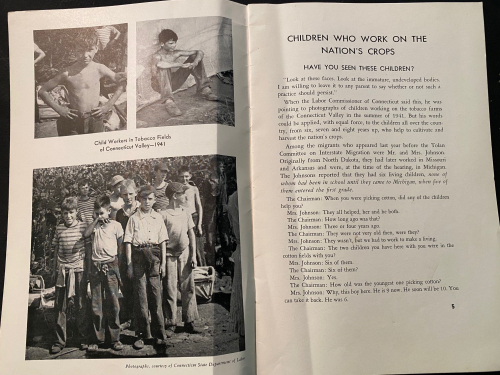 Child Workers in Tobacco Fields
of Connecticut Valley—1941
Photographs, courtesy of Connecticut State Department of Labor
CHILDREN WHO WORK ON THE
NATION'S CROPS
HAVE YOU SEEN THESE CHILDREN?
"Look at these faces. Look at the immature, undeveloped bodies.
I am willing to leave it to any parent to say whether or not such a
practice should persist."
When the Labor Commissioner of Connecticut said this, he was
pointing to photographs of children working on the tobacco farms
of the Connecticut Valley in the summer of 1941. But his words
could be applied, with equal force, to the children all over the coun-
try, from six, seven and eight years up, who help to cultivate and
harvest the nation's crops.
Among the migrants who appeared last year before the Tolan
Committee on Interstate Migration were Mr. and Mrs. Johnson.
Originally from North Dakota, they had later worked in Missouri
and Arkansas and were, at the time of the hearing, in Michigan.
The Johnsons reported that they had six living children, none of
whom had been in school until they came to Michigan, when five of
them entered the first grade.
The Chairman: When you were picking cotton, did any of the children
help you?
Mrs. Johnson: They all helped, her and he both.
The Chairman: How long ago was that?
Mrs. Johnson: Three or four years ago.
The Chairman: They were not very old then, were they?
Mrs. Johnson: They wasn't, but we had to work to make a living.
The Chairman: The two children you have here with you were in the
cotton fields with you?
Mrs. Johnson: Six of them.
The Chairman: Six of them?
Mrs. Johnson: Yes.
The Chairman: How old was the youngest one picking cotton?
Mrs. Johnson: Why, this boy here. He is 9 now. He soon will be 10. You
can take it back. He was 6.
5